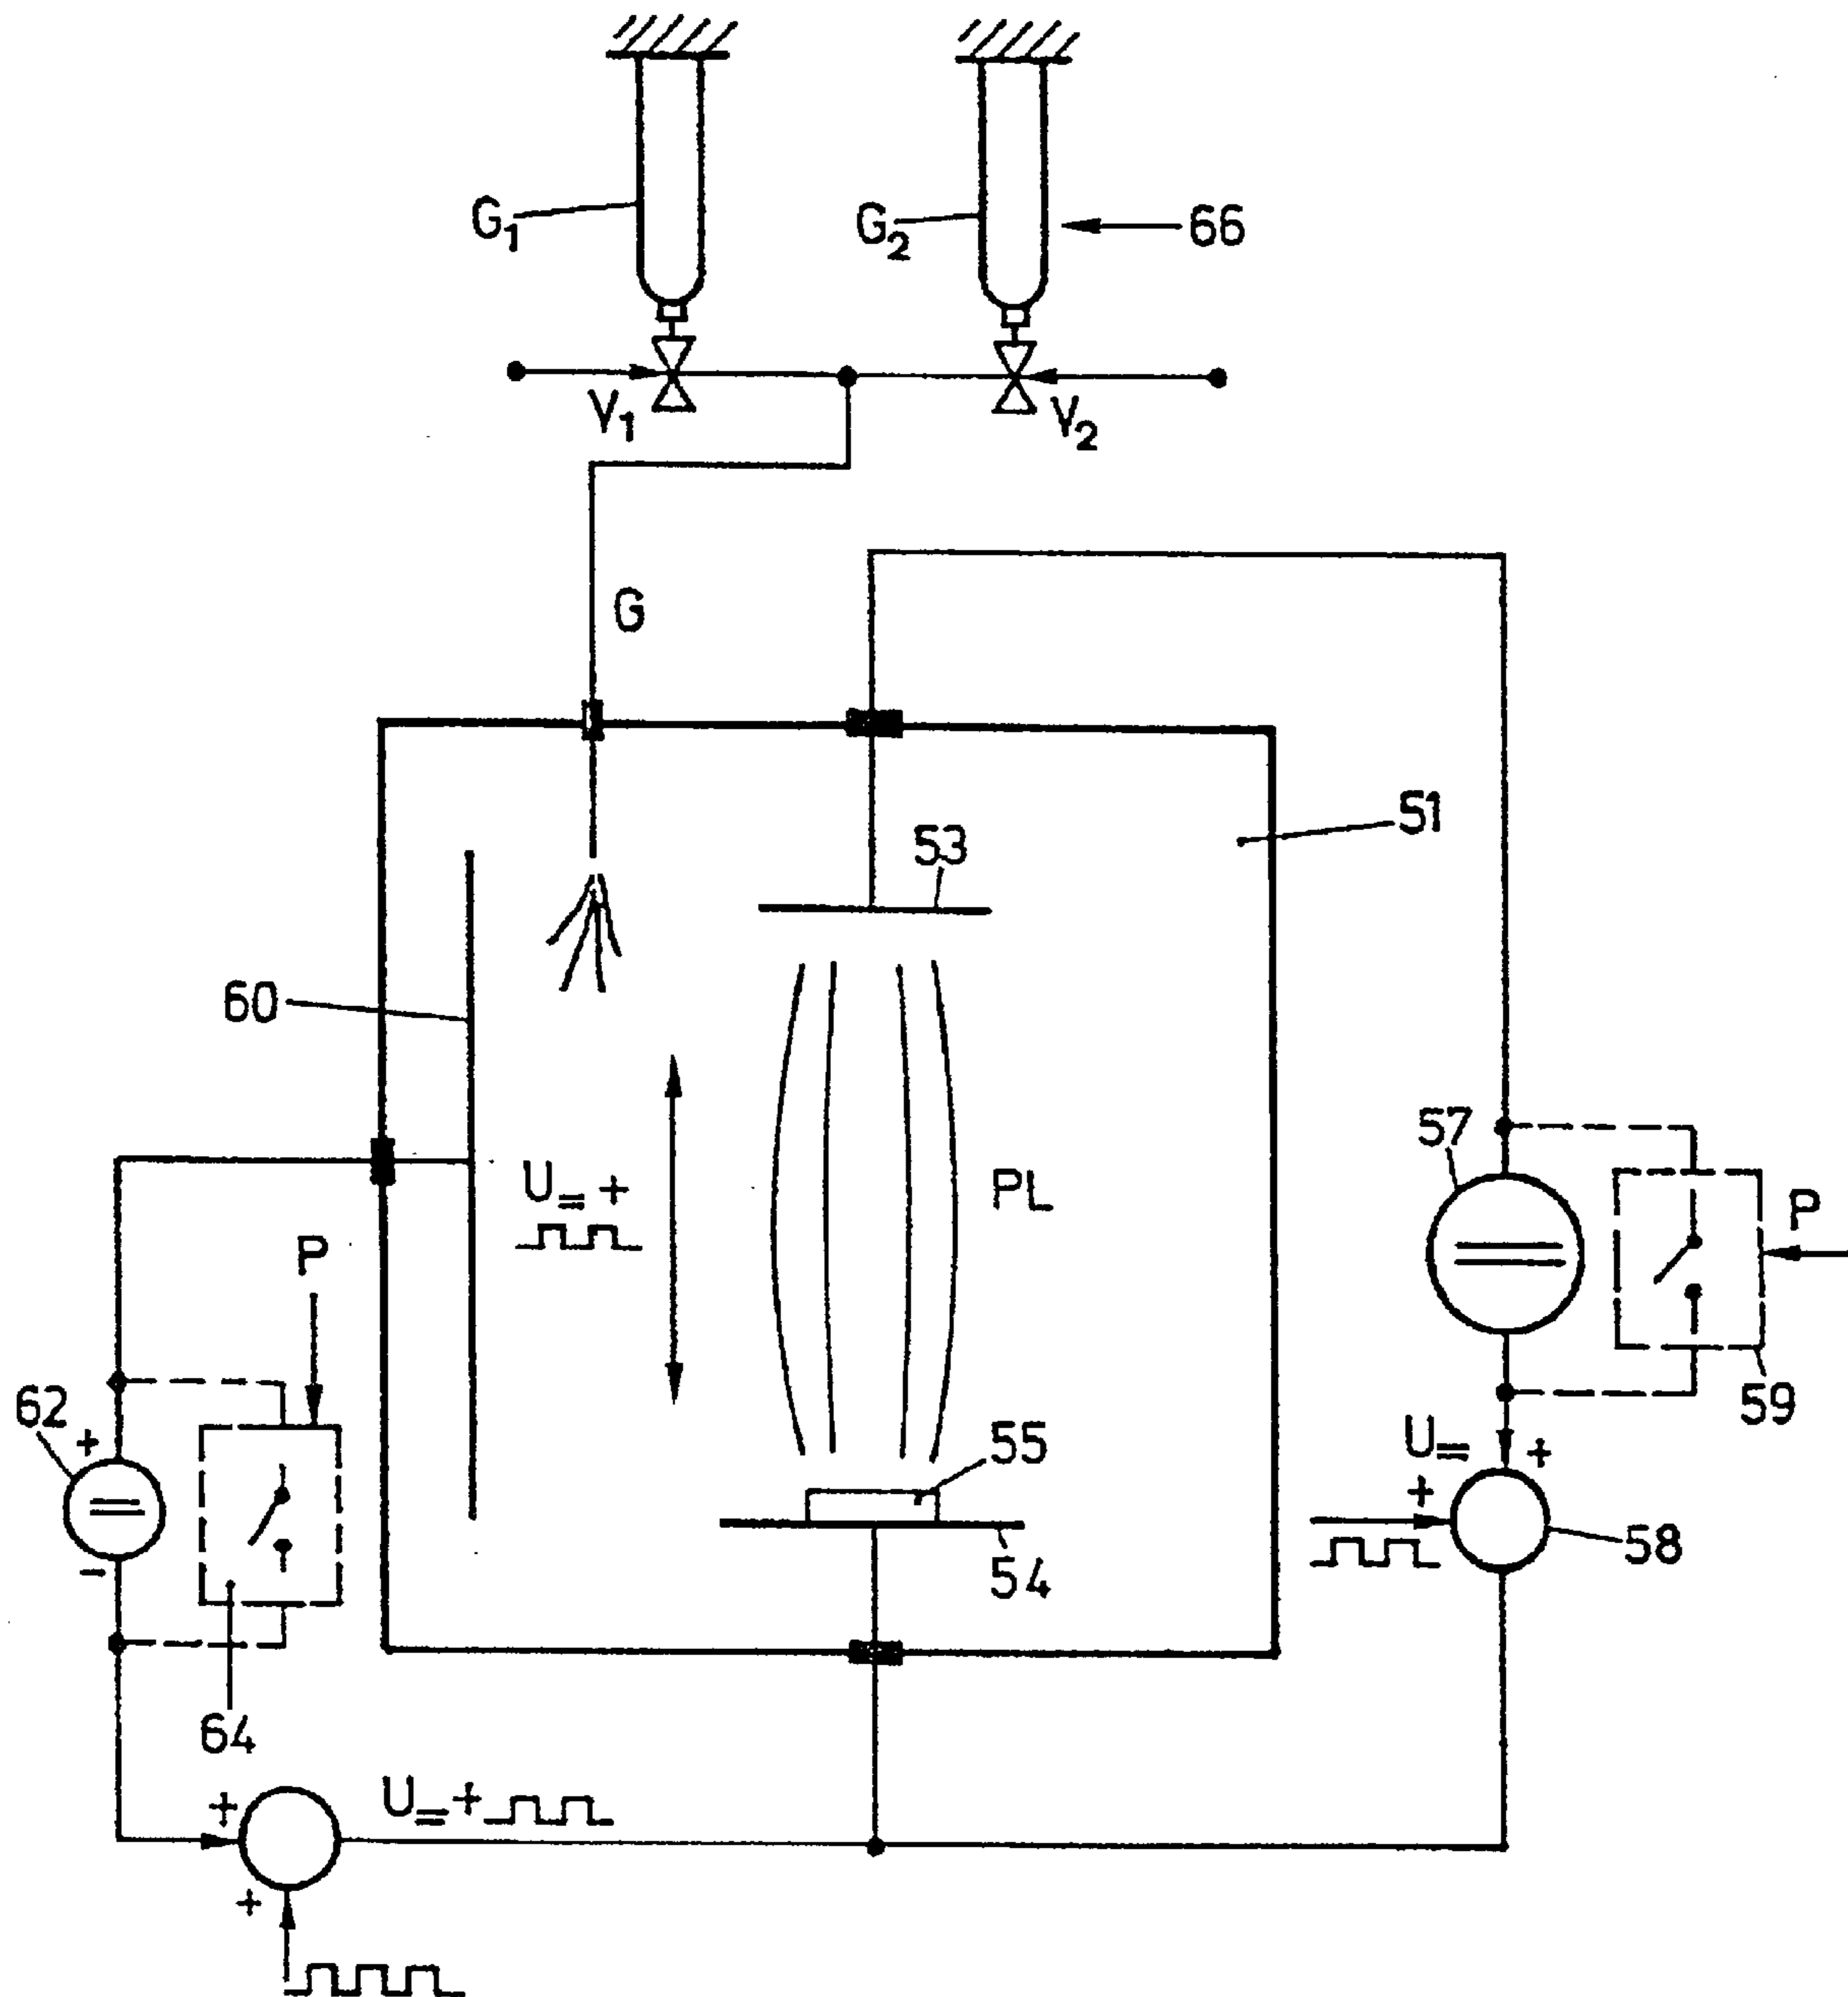 G1
G2
66
V1
V2
G
51
53
60
U= +
PL
57
P
P
59
62
+
-
U=
+
+
55
58
54
64
+
U= +
+